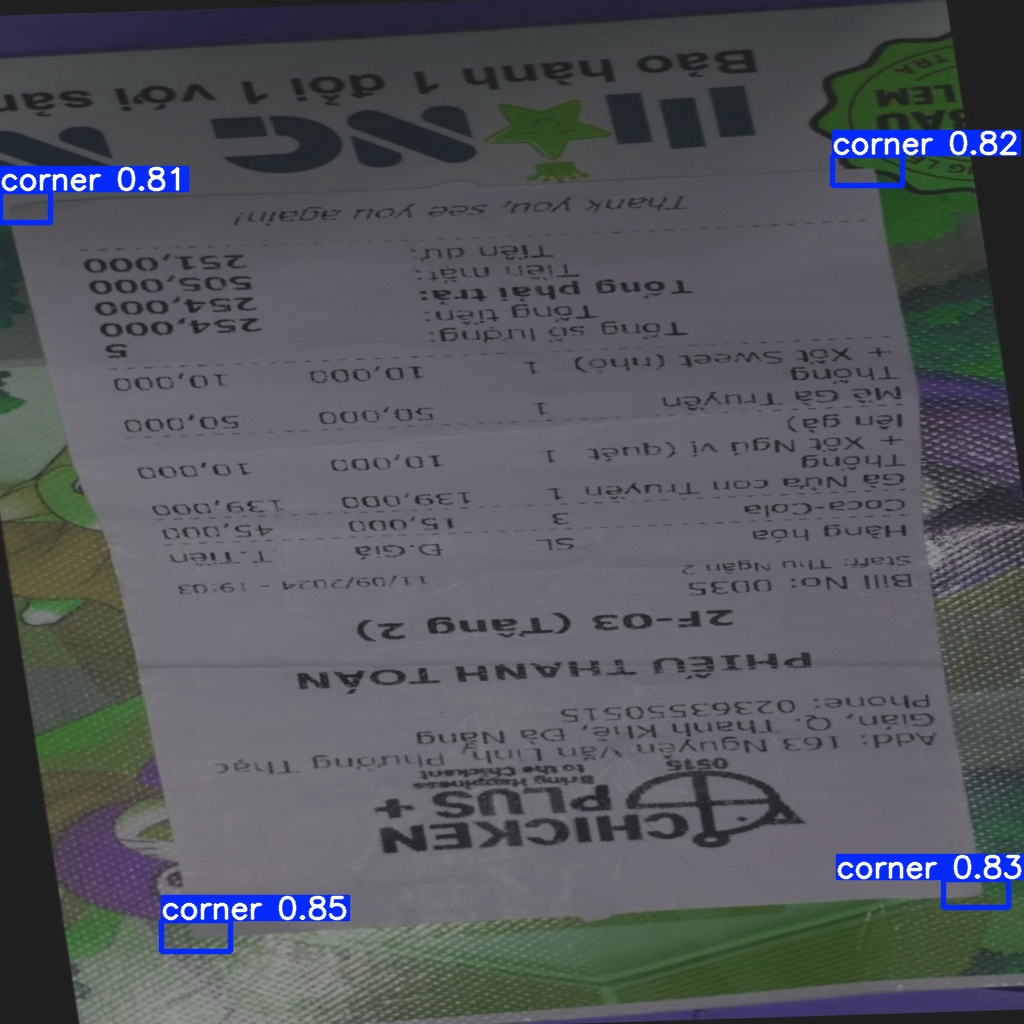 CHICKEN
PLUS +
Bring Happiness
to the Chicken!
0515
Add: 163 Nguyễn Văn Linh, Phường Thạc
Gián, Q. Thanh Khê, Đà Nẵng
Phone: 02363550515
PHIẾU THANH TOÁN
2F-03 (Tầng 2)
Bill No: 0035 11/09/2024 - 19:03
Staff: Thu Ngân 2
Hàng hóa SL Đ.Giá T.Tiền
Coca-Cola 3 15,000 45,000
Gà Nửa con Truyền 1 139,000 139,000
Thống
+ Xốt Ngũ vị (quét 1 10,000 10,000
lên gà)
Mề Gà Truyền 1 50,000 50,000
Thống
+ Xốt Sweet (nhỏ) 1 10,000 10,000
Tổng số lượng: 5
Tổng tiền: 254,000
Tổng phải trả: 254,000
Tiền mặt: 505,000
Tiền dư: 251,000
Thank you, see you again!
NG
Bảo hành 1 đổi 1 với sản
BAO
LEM
TRA
corner 0.81
corner 0.82
corner 0.85
corner 0.83